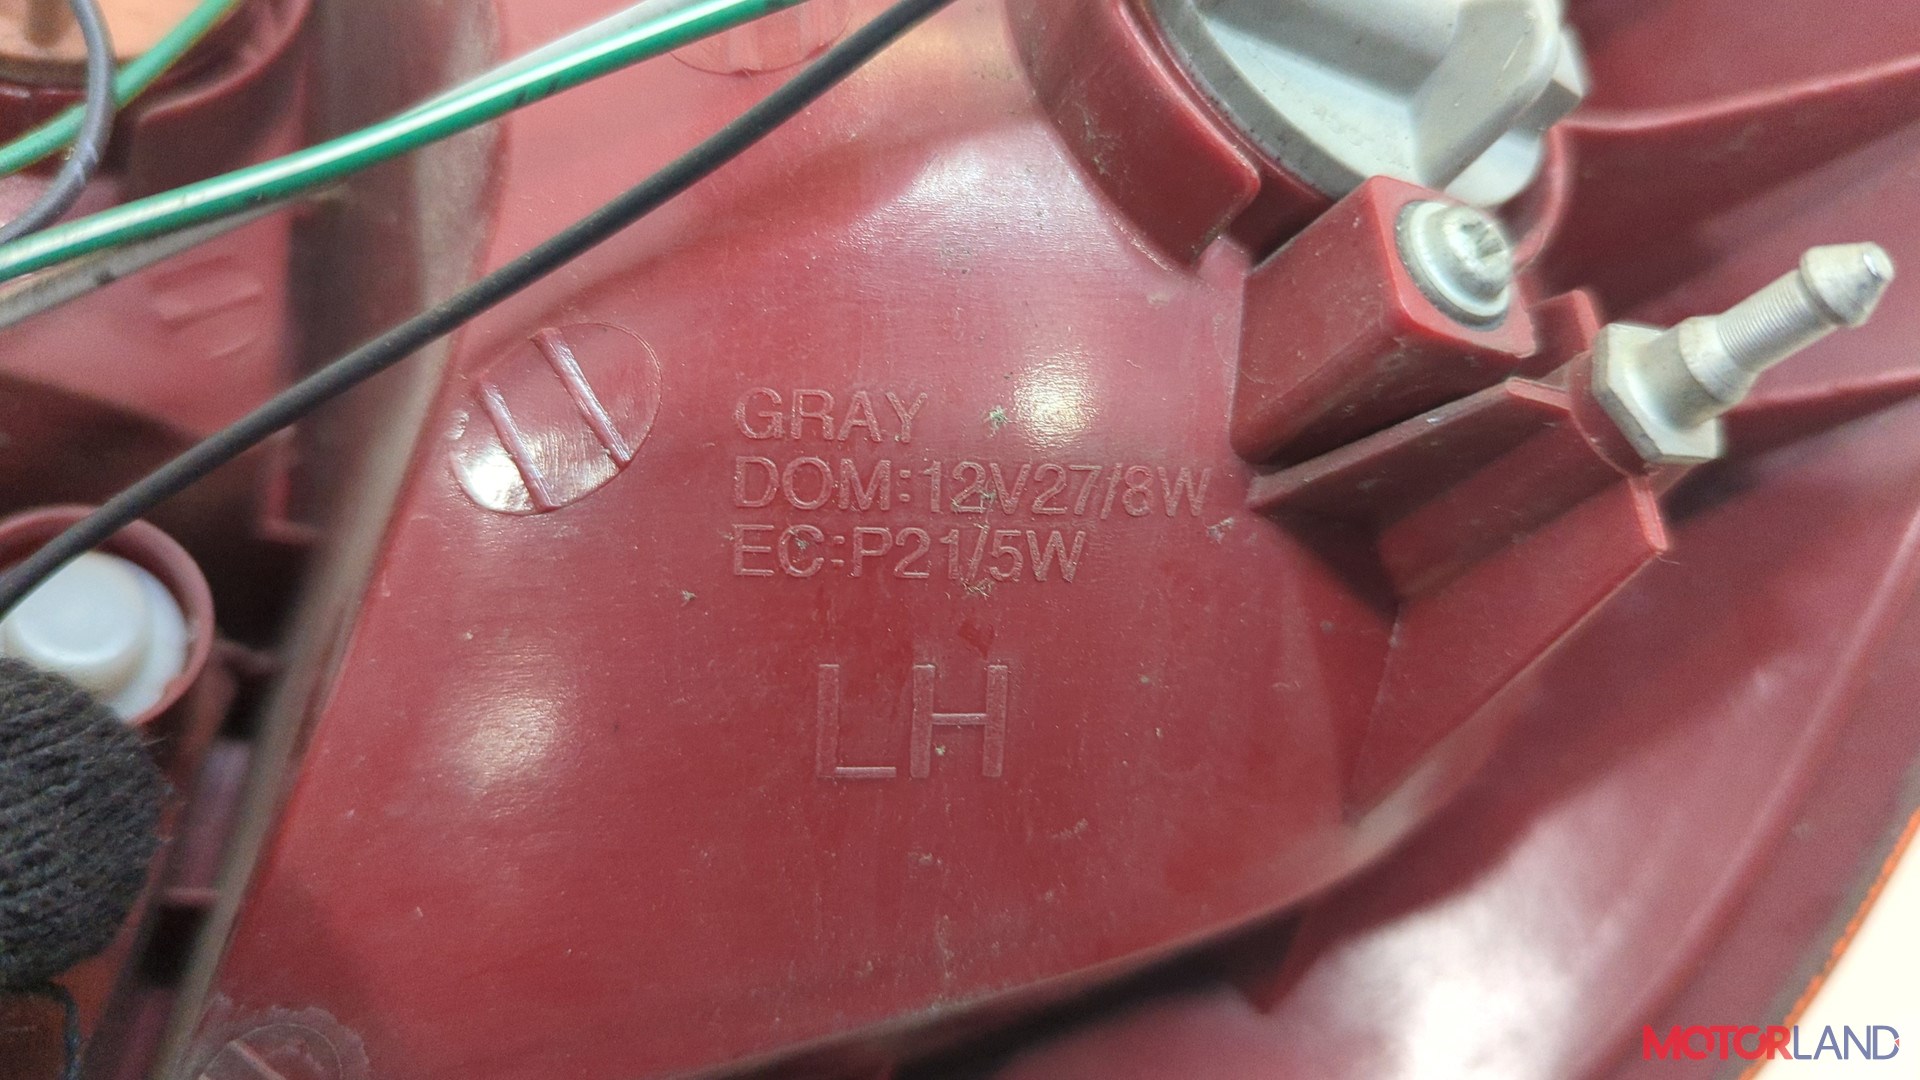 GRAY
DOM:12V27/8W
EC:P21/5W
LH
MOTORLAND